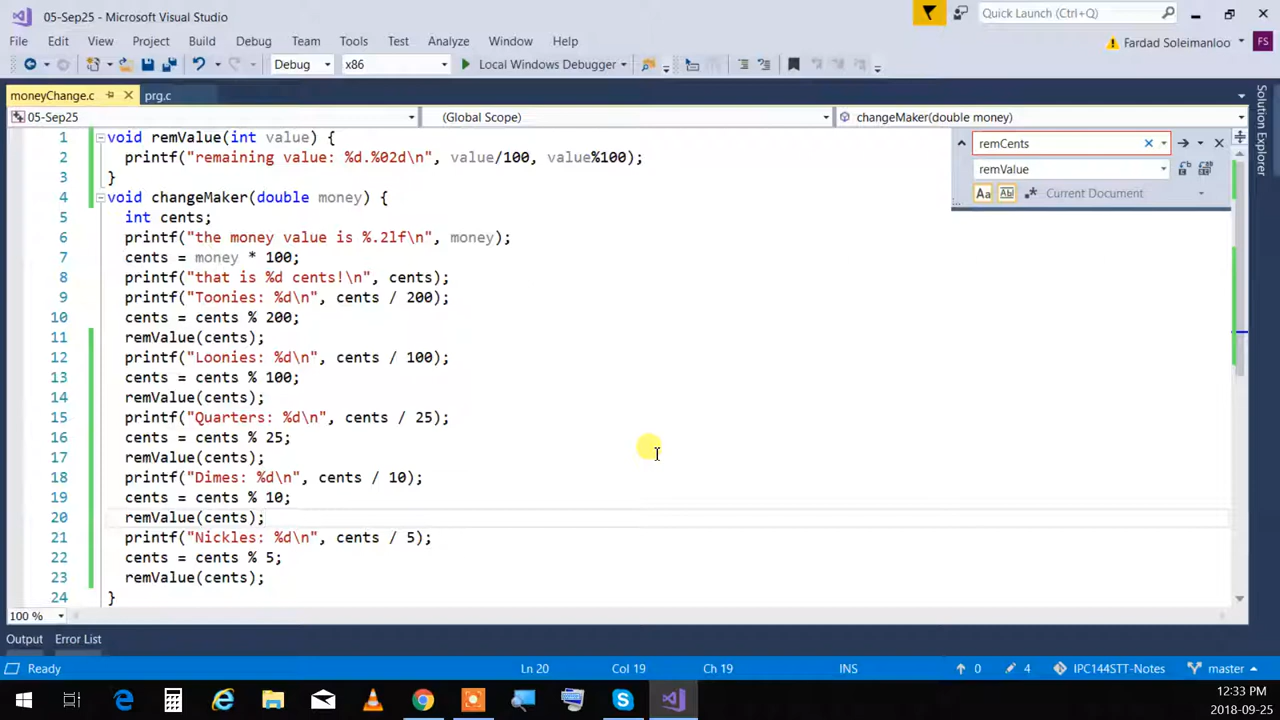 05-Sep25 - Microsoft Visual Studio
Quick Launch (Ctrl+Q)
File Edit View Project Build Debug Team Tools Test Analyze Window Help
Fardad Soleimanloo FS
Debug x86 Local Windows Debugger
moneyChange.c prg.c
05-Sep25 (Global Scope) changeMaker(double money)
Solution Explorer
remCents
remValue
Aa Abl Current Document
1 void remValue(int value) {
2 printf("remaining value: %d.%02d\n", value/100, value%100);
3 }
4 void changeMaker(double money) {
5 int cents;
6 printf("the money value is %.2lf\n", money);
7 cents = money * 100;
8 printf("that is %d cents!\n", cents);
9 printf("Toonies: %d\n", cents / 200);
10 cents = cents % 200;
11 remValue(cents);
12 printf("Loonies: %d\n", cents / 100);
13 cents = cents % 100;
14 remValue(cents);
15 printf("Quarters: %d\n", cents / 25);
16 cents = cents % 25;
17 remValue(cents);
18 printf("Dimes: %d\n", cents / 10);
19 cents = cents % 10;
20 remValue(cents);
21 printf("Nickles: %d\n", cents / 5);
22 cents = cents % 5;
23 remValue(cents);
24 }
100 %
Output Error List
Ready Ln 20 Col 19 Ch 19 INS 0 4 IPC144STT-Notes master
12:33 PM
2018-09-25